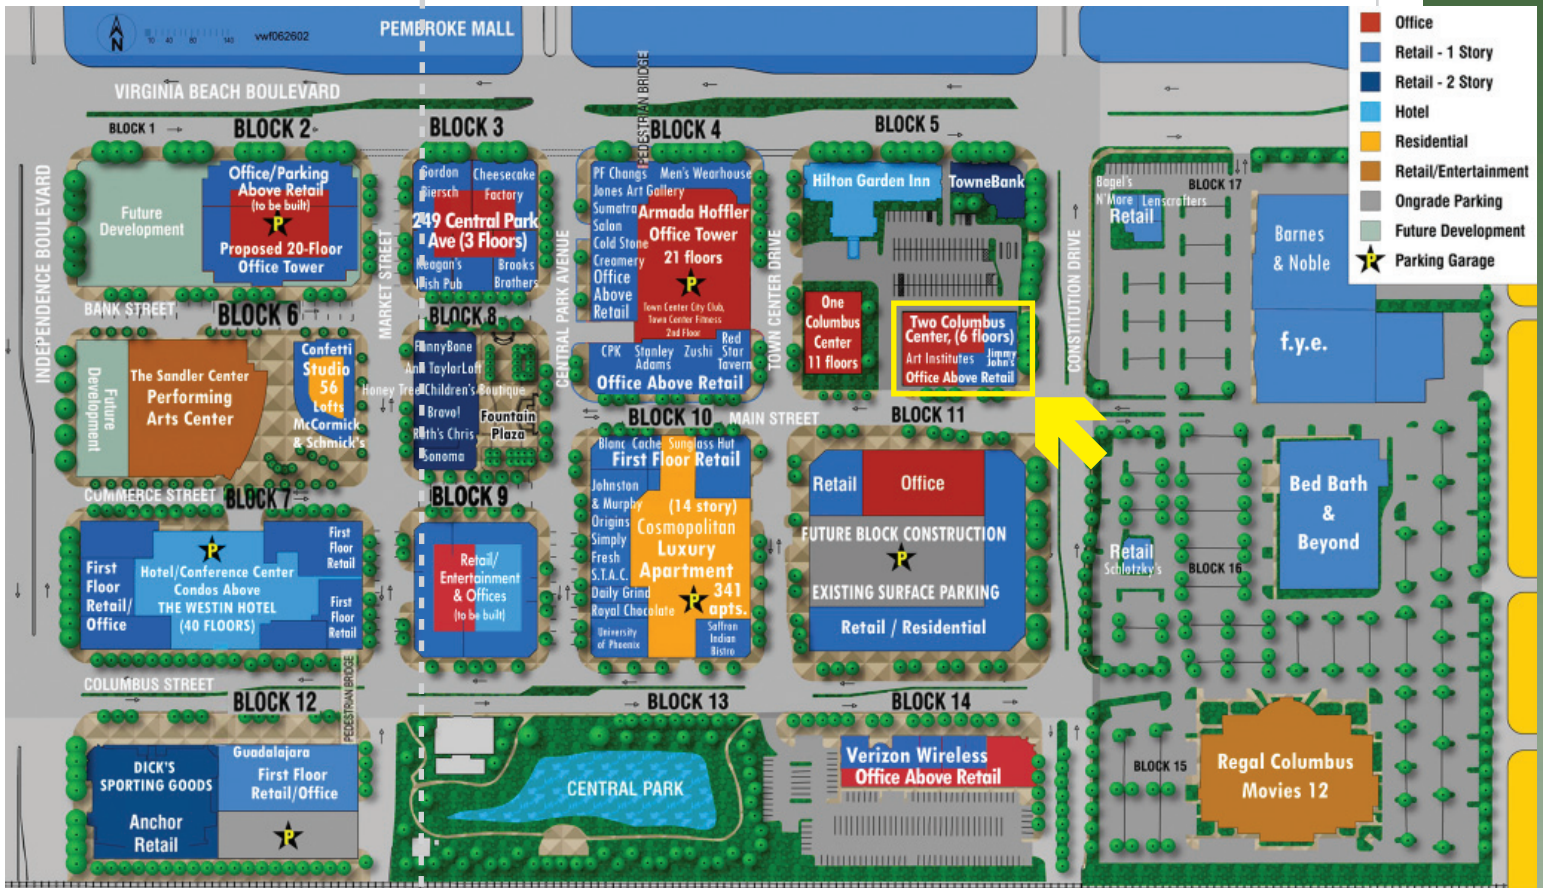 vwf062602
PEMBROKE MALL
Office
Retail - 1 Story
Retail - 2 Story
Hotel
Residential
Retail/Entertainment
Ongrade Parking
Future Development
Parking Garage
VIRGINIA BEACH BOULEVARD
PEDESTRIAN BRIDGE
BLOCK 1
BLOCK 2
BLOCK 3
BLOCK 4
BLOCK 5
INDEPENDENCE BOULEVARD
Future
Development
Office/Parking
Above Retail
(to be built)
P
Proposed 20-Floor
Office Tower
MARKET STREET
Gordon
Biersch
Cheesecake
Factory
249 Central Park
Ave (3 Floors)
Keagan's
Irish Pub
Brooks
Brothers
CENTRAL PARK AVENUE
PF Changs
Men's Wearhouse
Jones Art Gallery
Sumatra
Salon
Cold Stone
Creamery
Office
Above
Retail
Armada Hoffler
Office Tower
21 floors
P
Town Center City Club,
Town Center Fitness
2nd Floor
CPK
Stanley
Adams
Zushi
Red
Star
Tavern
Office Above Retail
TOWN CENTER DRIVE
Hilton Garden Inn
TowneBank
One
Columbus
Center
11 floors
Two Columbus
Center, (6 floors)
Art Institutes
Jimmy
John's
Office Above Retail
CONSTITUTION DRIVE
Bagel's
N'More
Lenscrafters
Retail
BLOCK 17
Barnes
& Noble
f.y.e.
BANK STREET
BLOCK 6
BLOCK 8
Future
Development
The Sandler Center
Performing
Arts Center
Confetti
Studio
56
Lofts
McCormick
& Schmick's
FunnyBone
Ann TaylorLoft
Honey Tree Children's Boutique
Bravo!
Ruth's Chris
Sonoma
Fountain
Plaza
BLOCK 10
MAIN STREET
BLOCK 11
COMMERCE STREET
BLOCK 7
BLOCK 9
First
Floor
Retail/
Office
P
Hotel/Conference Center
Condos Above
THE WESTIN HOTEL
(40 FLOORS)
First
Floor
Retail
First
Floor
Retail
Retail/
Entertainment
& Offices
(to be built)
Blanc
Cache
Sunglass Hut
First Floor Retail
Johnston
& Murphy
Origins
Simply
Fresh
S.T.A.C.
Daily Grind
Royal Chocolate
University
of Phoenix
(14 story)
Cosmopolitan
Luxury
Apartment
341
apts.
P
Saffron
Indian
Bistro
Retail
Office
FUTURE BLOCK CONSTRUCTION
P
EXISTING SURFACE PARKING
Retail / Residential
Retail
Schlotzky's
BLOCK 16
Bed Bath
&
Beyond
COLUMBUS STREET
BLOCK 12
PEDESTRIAN BRIDGE
BLOCK 13
BLOCK 14
DICK'S
SPORTING GOODS
Anchor
Retail
Guadalajara
First Floor
Retail/Office
P
CENTRAL PARK
Verizon Wireless
Office Above Retail
BLOCK 15
Regal Columbus
Movies 12